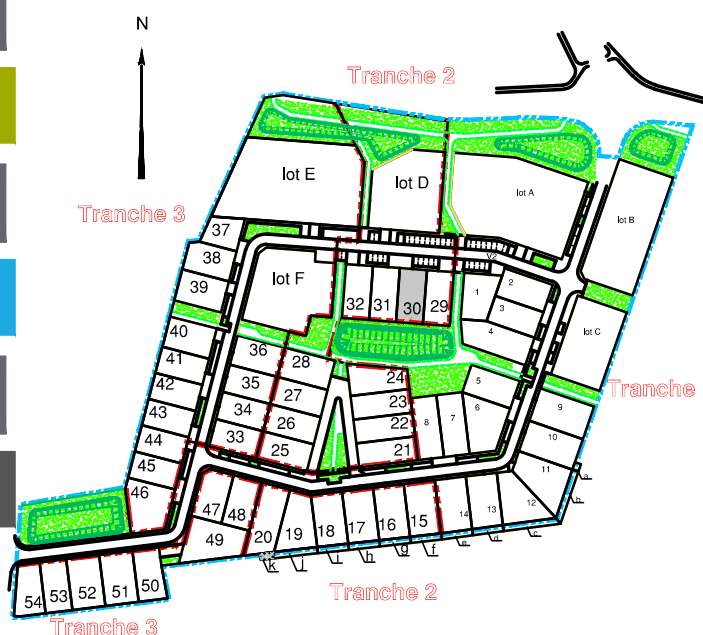 N
Tranche 2
lot E
lot D
lot A
lot B
Tranche 3
37
38
39
V2
lot F
32
31
30
29
1
2
3
4
lot C
40
41
42
43
44
45
46
36
35
34
33
28
27
26
25
24
23
22
21
8
7
5
6
Tranche
9
10
11
12
47
48
49
20
19
18
17
16
15
14
13
a
b
c
d
e
f
g
h
i
j
k
54
53
52
51
50
Tranche 2
Tranche 3